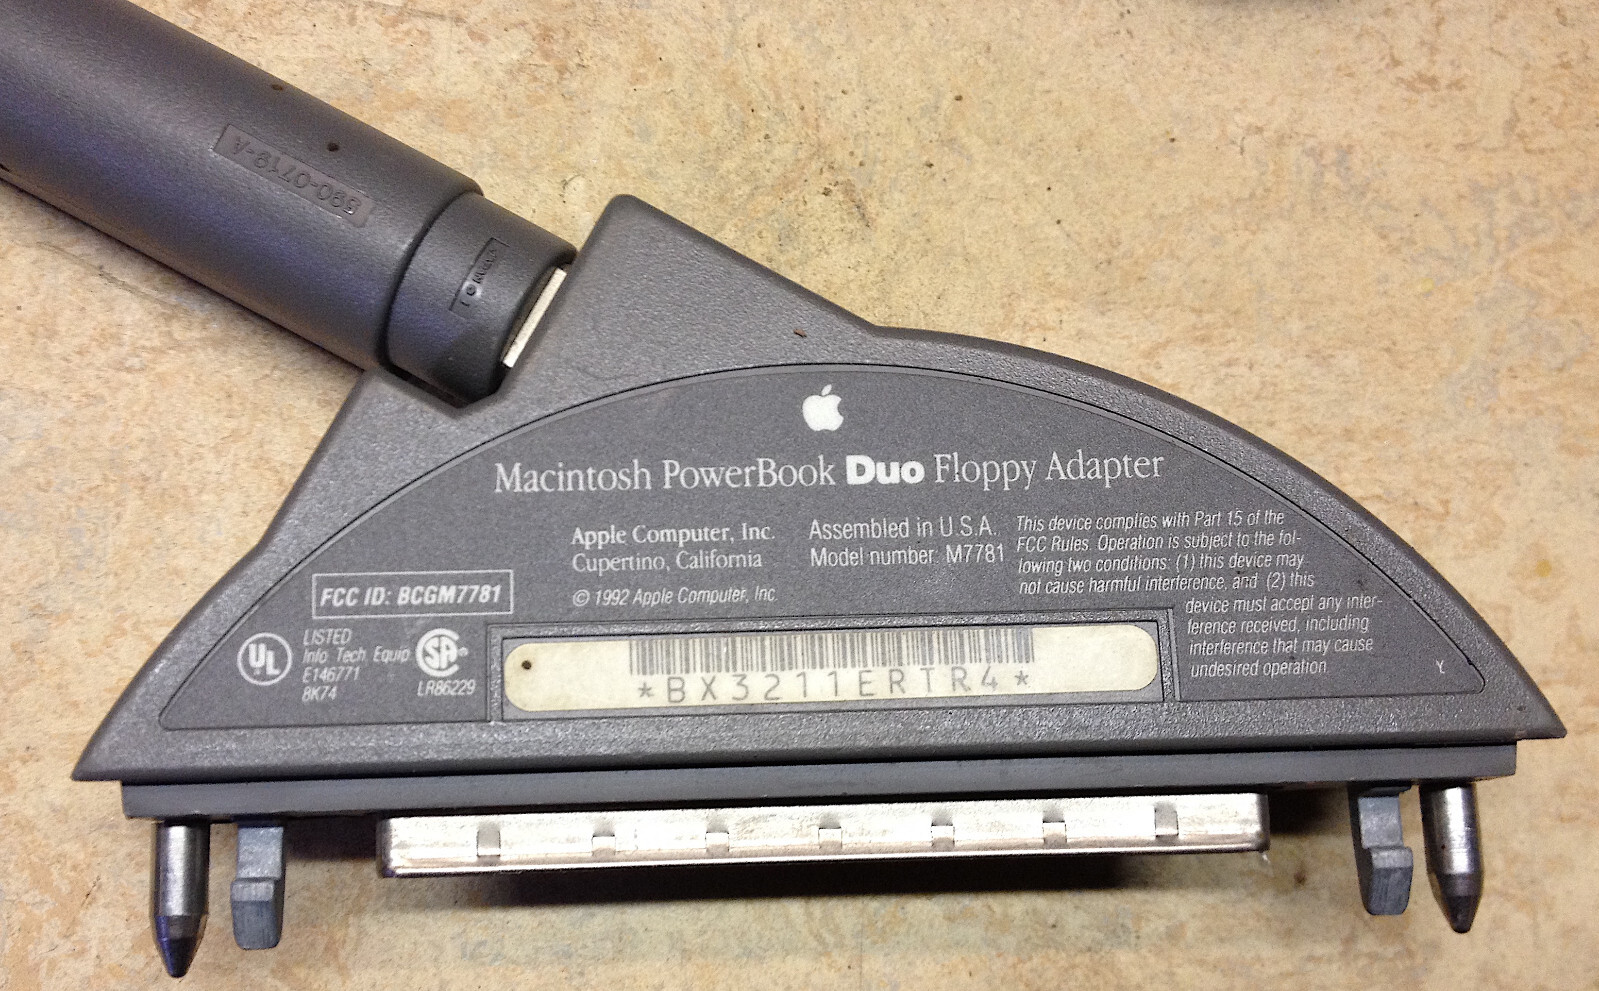 590-0719-A
Macintosh PowerBook Duo Floppy Adapter
Apple Computer, Inc.
Cupertino, California
© 1992 Apple Computer, Inc.
Assembled in U.S.A.
Model number: M7781
This device complies with Part 15 of the
FCC Rules. Operation is subject to the fol-
lowing two conditions: (1) this device may
not cause harmful interference, and (2) this
device must accept any inter-
ference received, including
interference that may cause
undesired operation.
FCC ID: BCGM7781
UL
LISTED
Info. Tech. Equip.
E146771
8K74
SA
LR86229
*BX3211ERTR4*
Y